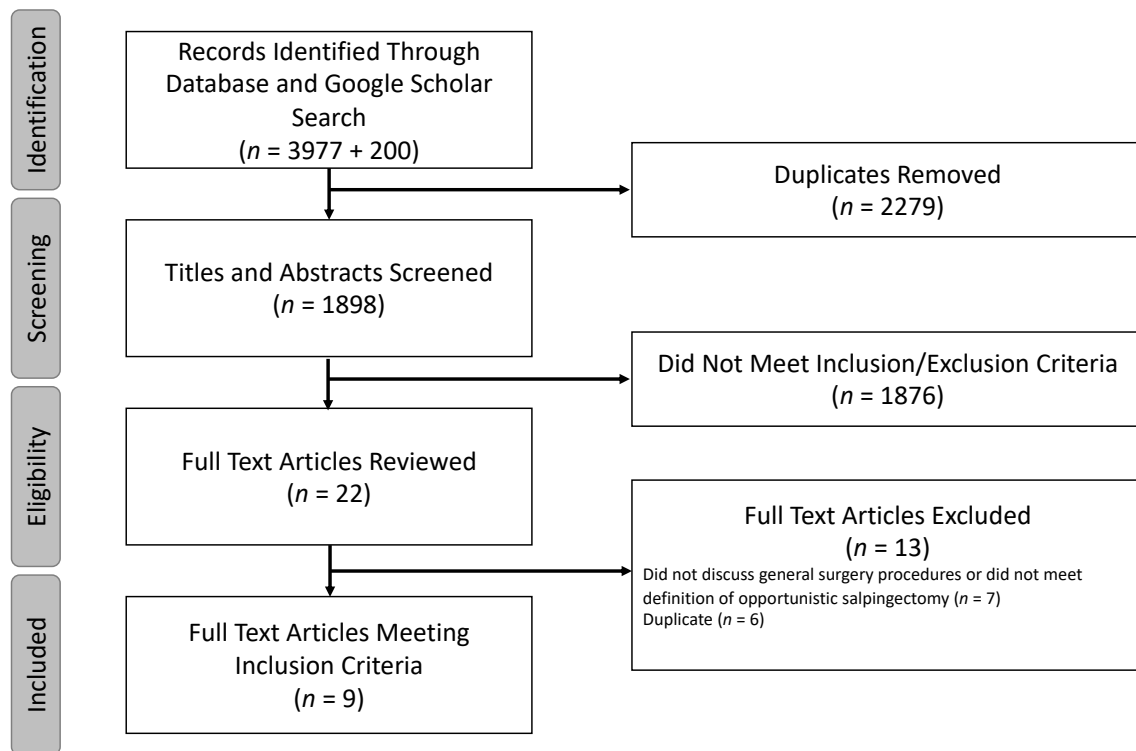 Identification
Records Identified Through
Database and Google Scholar
Search
(n = 3977 + 200)
Duplicates Removed
(n = 2279)
Screening
Titles and Abstracts Screened
(n = 1898)
Did Not Meet Inclusion/Exclusion Criteria
(n = 1876)
Eligibility
Full Text Articles Reviewed
(n = 22)
Full Text Articles Excluded
(n = 13)
Did not discuss general surgery procedures or did not meet
definition of opportunistic salpingectomy (n = 7)
Duplicate (n = 6)
Included
Full Text Articles Meeting
Inclusion Criteria
(n = 9)